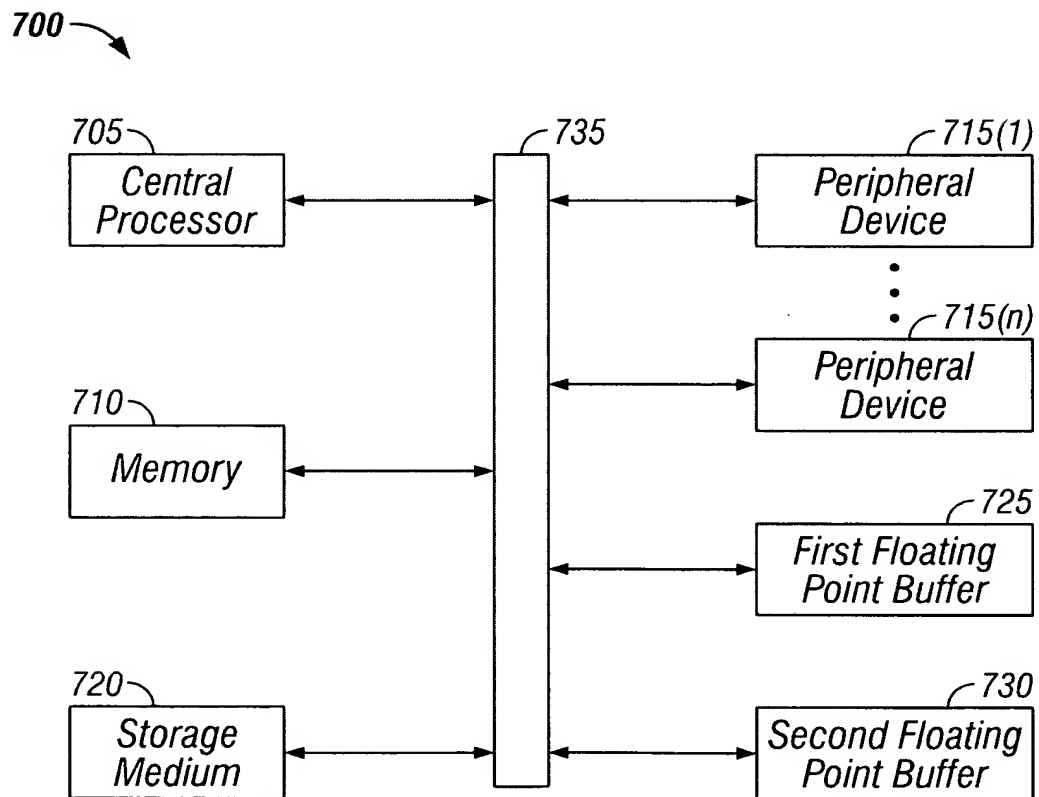 700
705
Central
Processor
735
715(1)
Peripheral
Device
715(n)
Peripheral
Device
710
Memory
725
First Floating
Point Buffer
720
Storage
Medium
730
Second Floating
Point Buffer